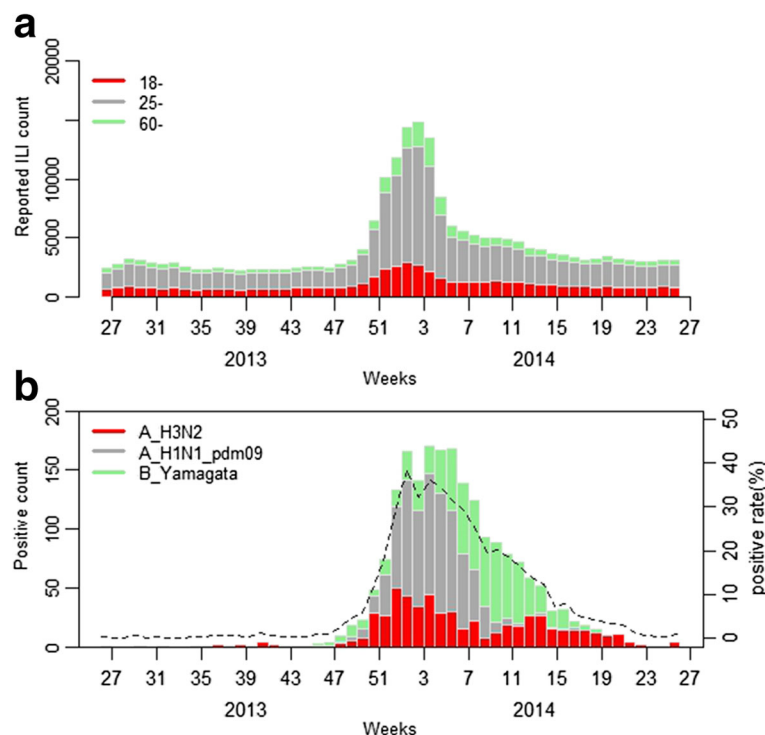 a
20000
5000
10000
0
Reported ILI count
18-
25-
60-
27 31 35 39 43 47 51 3 7 11 15 19 23 27
2013 2014
Weeks
b
200
150
100
50
0
Positive count
A_H3N2
A_H1N1_pdm09
B_Yamagata
50
40
30
20
10
0
positive rate(%)
27 31 35 39 43 47 51 3 7 11 15 19 23 27
2013 2014
Weeks